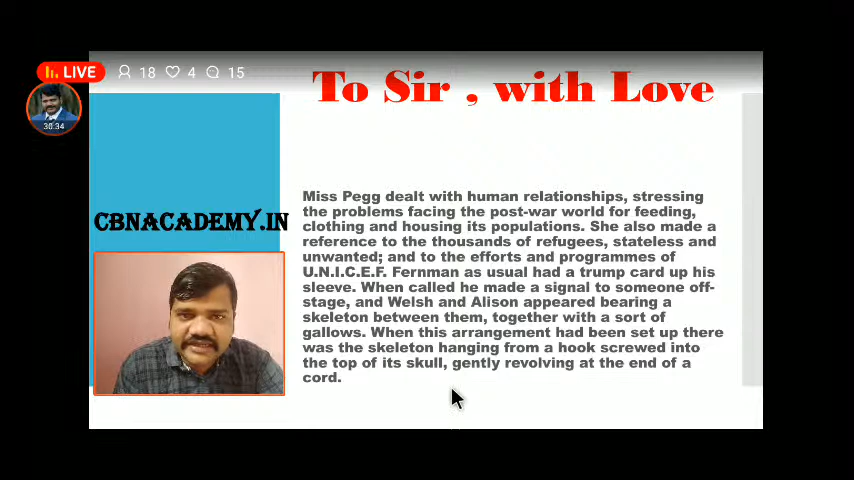 LIVE 18 4 15
30:34
To Sir , with Love
CBNACADEMY.IN
Miss Pegg dealt with human relationships, stressing
the problems facing the post-war world for feeding,
clothing and housing its populations. She also made a
reference to the thousands of refugees, stateless and
unwanted; and to the efforts and programmes of
U.N.I.C.E.F. Fernman as usual had a trump card up his
sleeve. When called he made a signal to someone off-
stage, and Welsh and Alison appeared bearing a
skeleton between them, together with a sort of
gallows. When this arrangement had been set up there
was the skeleton hanging from a hook screwed into
the top of its skull, gently revolving at the end of a
cord.